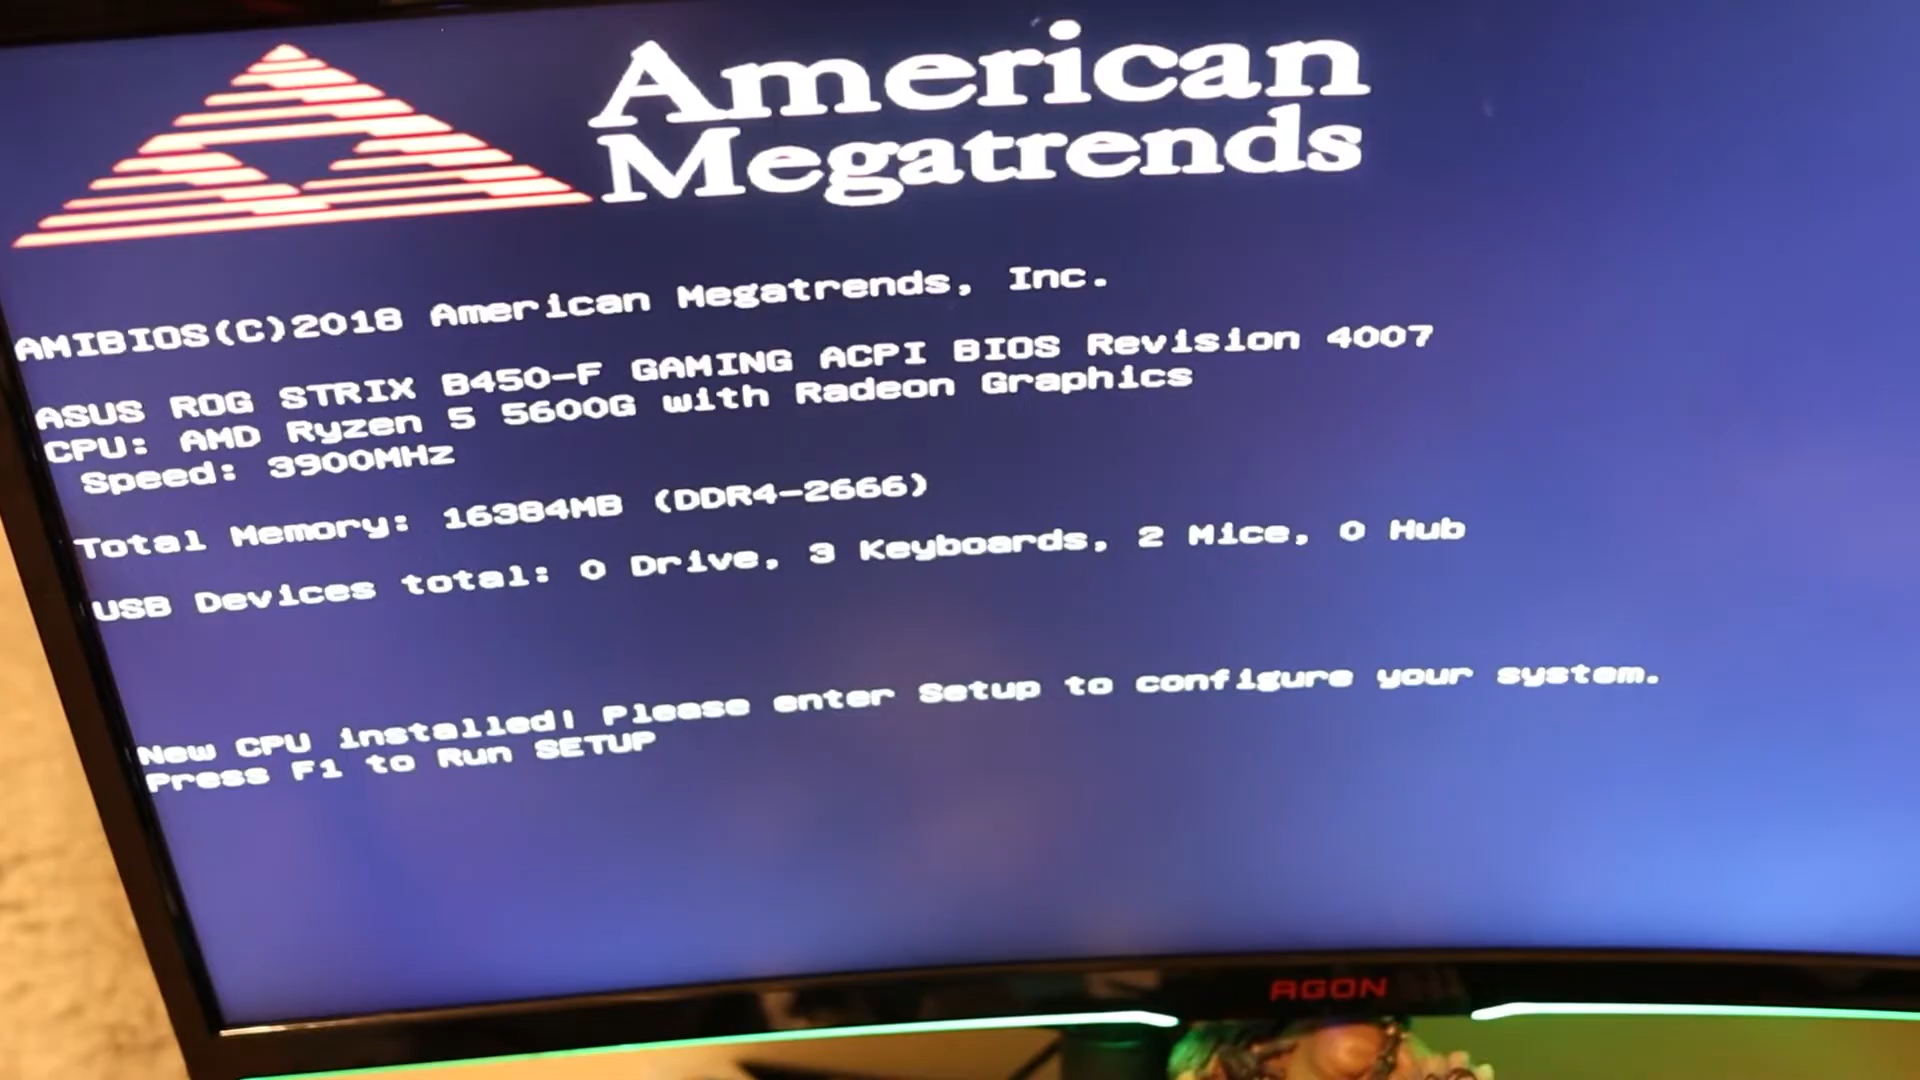 American
Megatrends
AMIBIOS(C)2018 American Megatrends, Inc.
ASUS ROG STRIX B450-F GAMING ACPI BIOS Revision 4007
CPU: AMD Ryzen 5 5600G with Radeon Graphics
Speed: 3900MHz
Total Memory: 16384MB (DDR4-2666)
USB Devices total: 0 Drive, 3 Keyboards, 2 Mice, 0 Hub
New CPU installed! Please enter Setup to configure your system.
Press F1 to Run SETUP
AGON